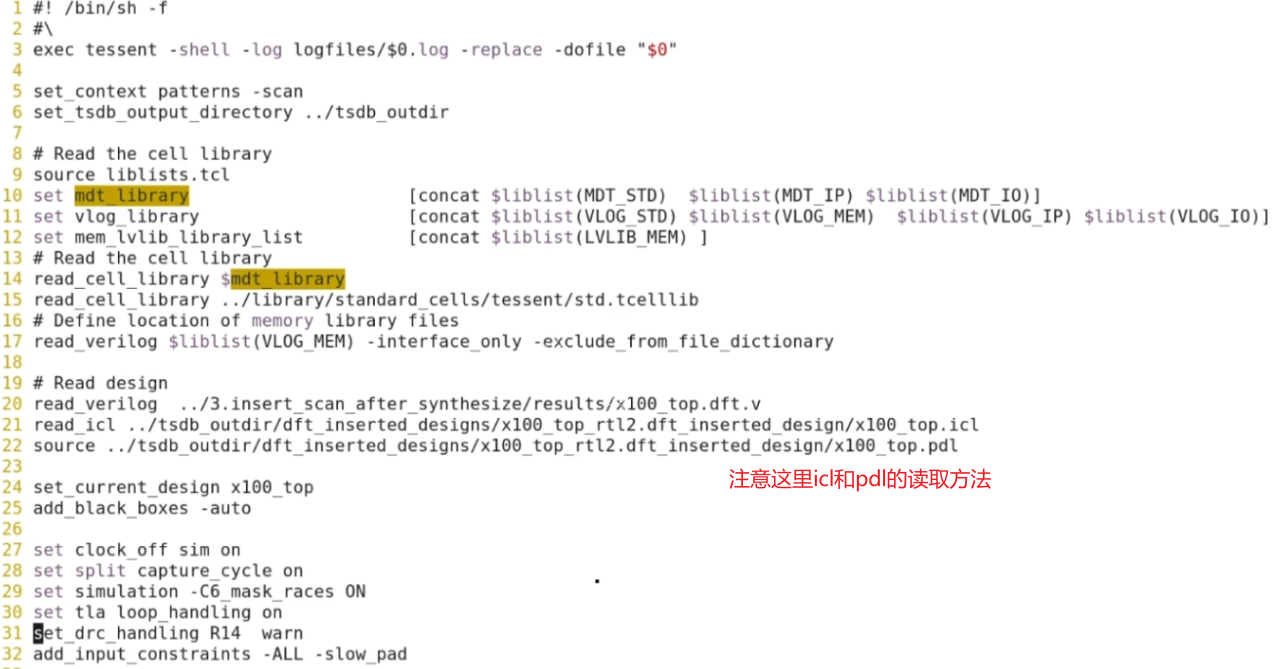 1 #! /bin/sh -f
2 #\
3 exec tessent -shell -log logfiles/$0.log -replace -dofile "$0"
4
5 set_context patterns -scan
6 set_tsdb_output_directory ../tsdb_outdir
7
8 # Read the cell library
9 source liblists.tcl
10 set mdt_library [concat $liblist(MDT_STD) $liblist(MDT_IP) $liblist(MDT_IO)]
11 set vlog_library [concat $liblist(VLOG_STD) $liblist(VLOG_MEM) $liblist(VLOG_IP) $liblist(VLOG_IO)]
12 set mem_lvlib_library_list [concat $liblist(LVLIB_MEM) ]
13 # Read the cell library
14 read_cell_library $mdt_library
15 read_cell_library ../library/standard_cells/tessent/std.tcelllib
16 # Define location of memory library files
17 read_verilog $liblist(VLOG_MEM) -interface_only -exclude_from_file_dictionary
18
19 # Read design
20 read_verilog ../3.insert_scan_after_synthesize/results/x100_top.dft.v
21 read_icl ../tsdb_outdir/dft_inserted_designs/x100_top_rtl2.dft_inserted_design/x100_top.icl
22 source ../tsdb_outdir/dft_inserted_designs/x100_top_rtl2.dft_inserted_design/x100_top.pdl
23
注意这里icl和pdl的读取方法
24 set_current_design x100_top
25 add_black_boxes -auto
26
27 set clock_off sim on
28 set split capture_cycle on
29 set simulation -C6_mask_races ON
30 set tla loop_handling on
31 set_drc_handling R14 warn
32 add_input_constraints -ALL -slow_pad